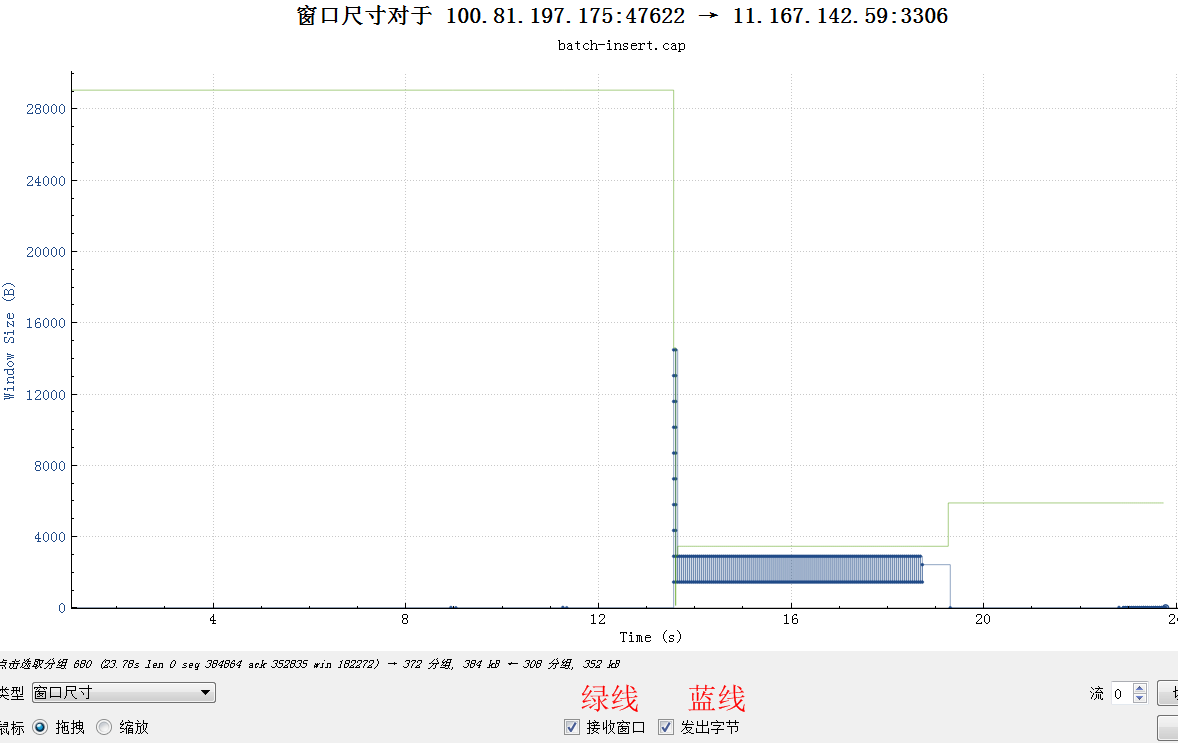 窗口尺寸对于 100.81.197.175:47622 → 11.167.142.59:3306
batch-insert.cap
28000
24000
20000
16000
12000
8000
4000
0
Window Size (B)
4 8 12 16 20
Time (s)
点击选取分组 680 (23.78s len 0 seq 384864 ack 352835 win 182272) → 372 分组, 384 kB ← 308 分组, 352 kB
类型 窗口尺寸 绿线 蓝线 流 0
鼠标 拖拽 缩放 接收窗口 发出字节